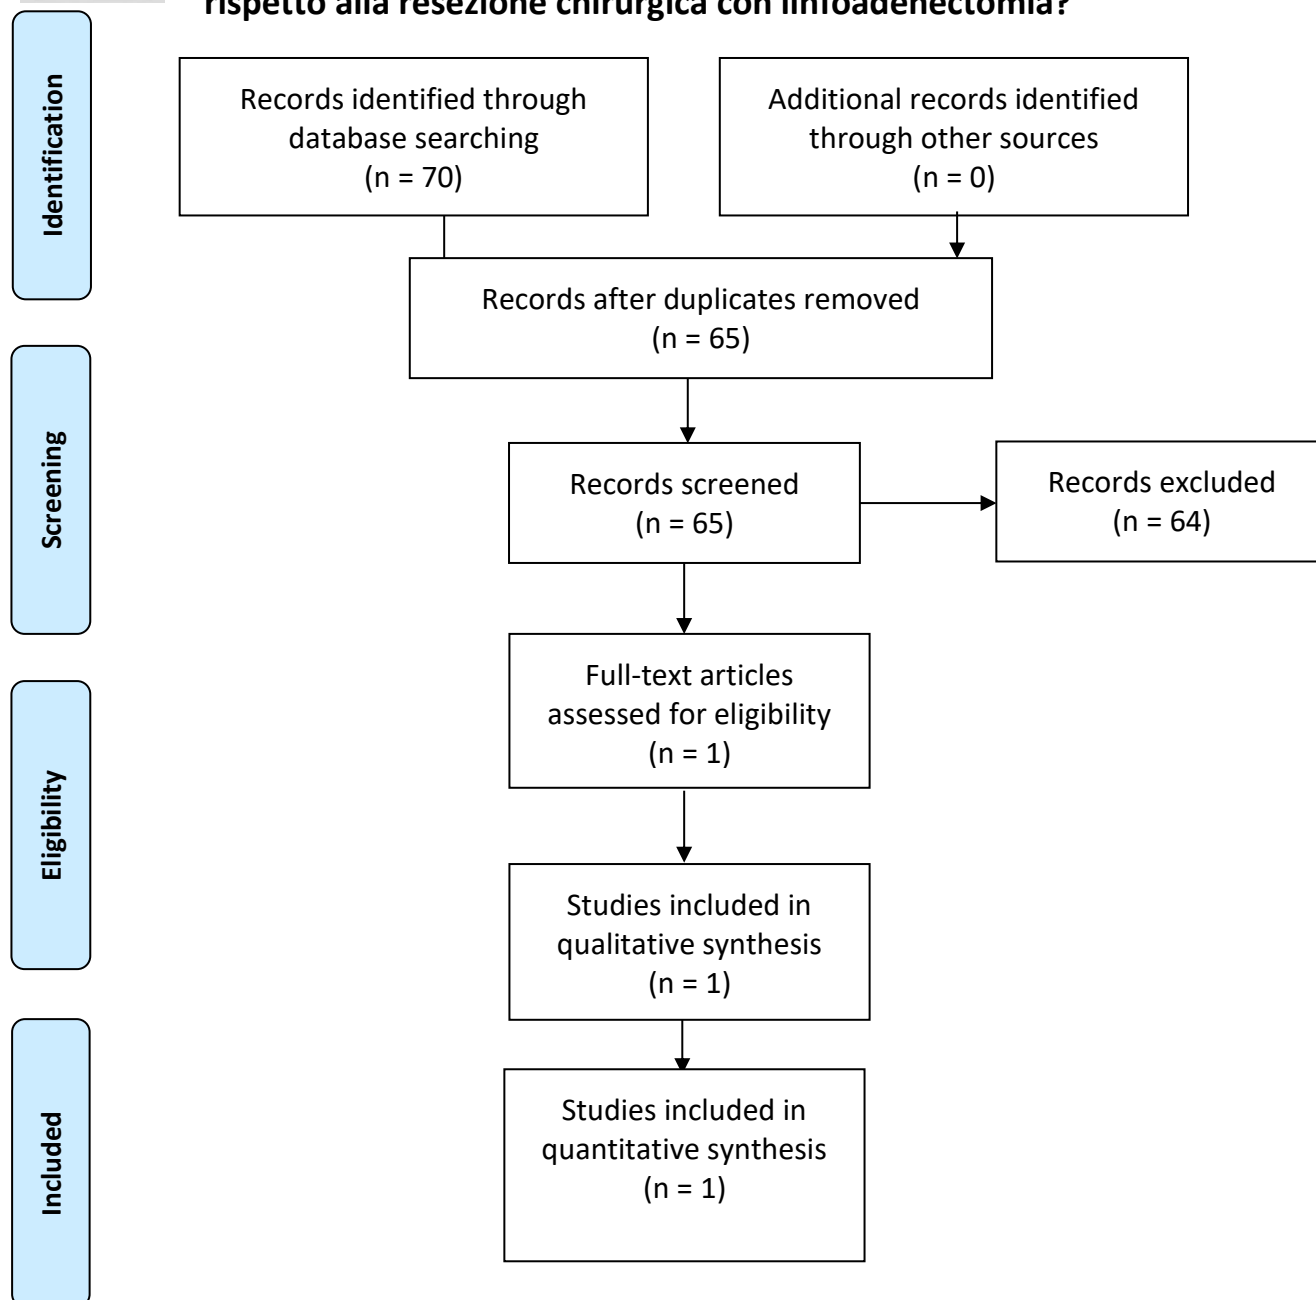 rispetto alla resezione chirurgica con linfoadenectomia?
Identification
Records identified through
database searching
(n = 70)
Additional records identified
through other sources
(n = 0)
Records after duplicates removed
(n = 65)
Screening
Records screened
(n = 65)
Records excluded
(n = 64)
Eligibility
Full-text articles
assessed for eligibility
(n = 1)
Studies included in
qualitative synthesis
(n = 1)
Included
Studies included in
quantitative synthesis
(n = 1)